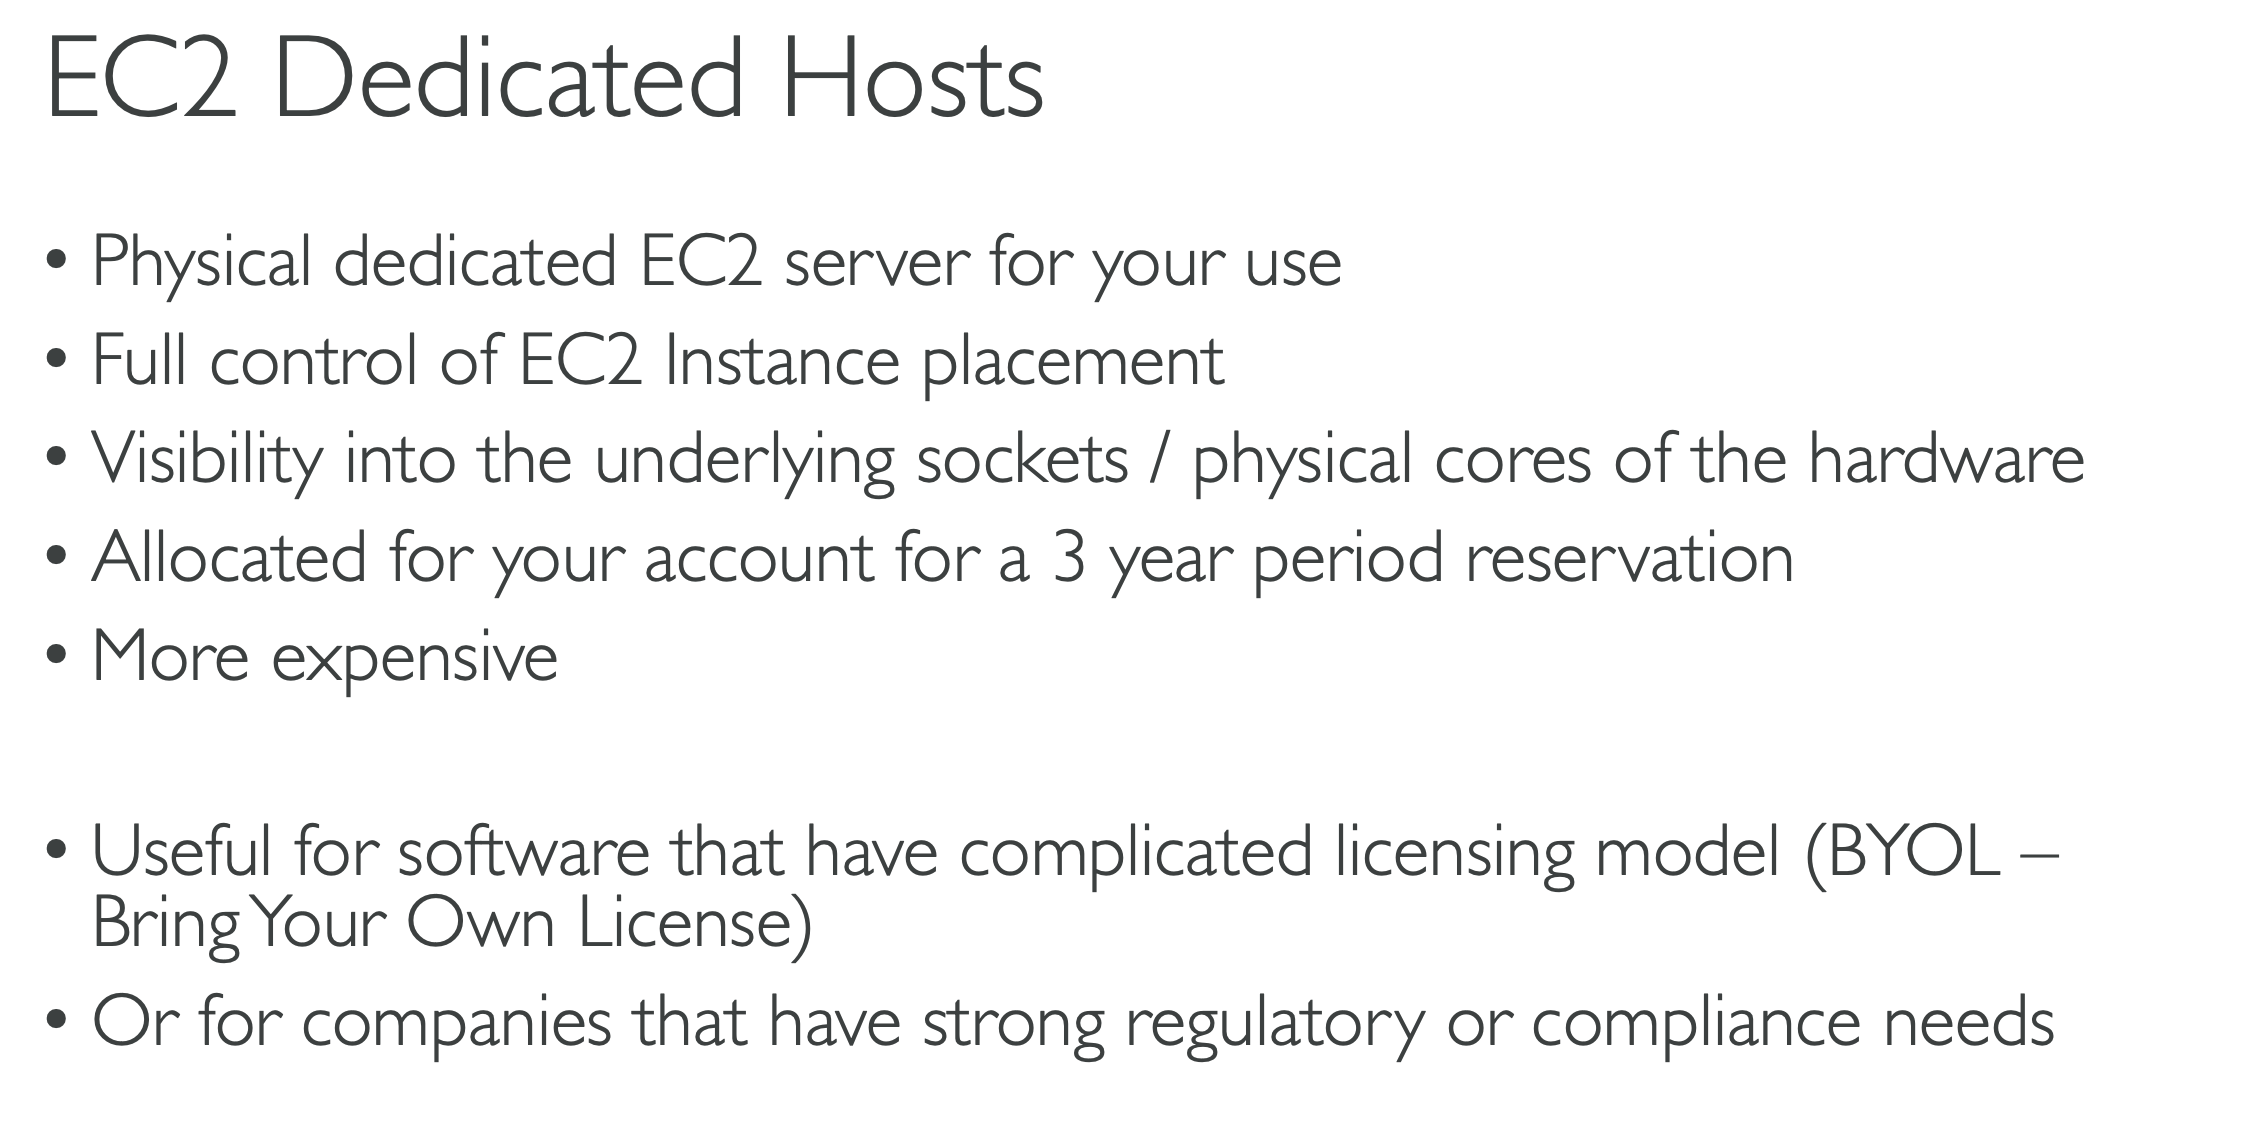 EC2 Dedicated Hosts
• Physical dedicated EC2 server for your use
• Full control of EC2 Instance placement
• Visibility into the underlying sockets / physical cores of the hardware
• Allocated for your account for a 3 year period reservation
• More expensive
• Useful for software that have complicated licensing model (BYOL –
Bring Your Own License)
• Or for companies that have strong regulatory or compliance needs